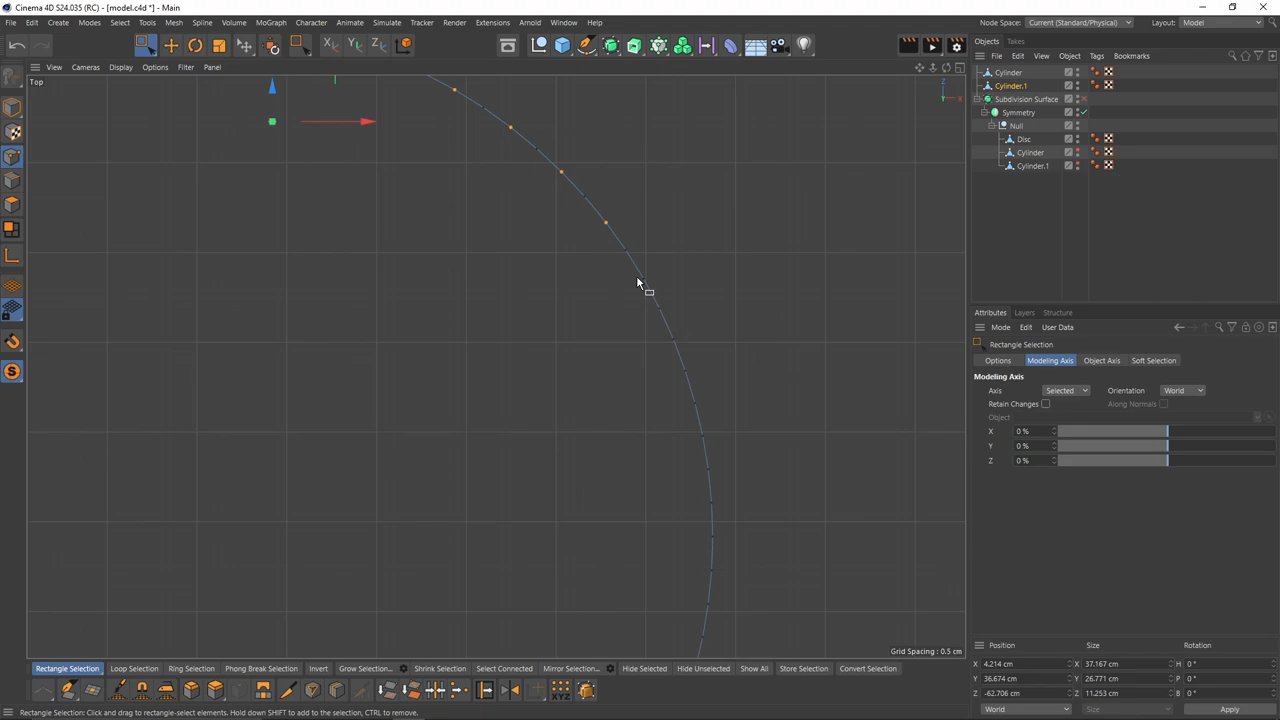 Cinema 4D S24.035 (RC) - [model.c4d *] - Main
File Edit Create Modes Select Tools Mesh Spline Volume MoGraph Character Animate Simulate Tracker Render Extensions Arnold Window Help Node Space: Current (Standard/Physical) Layout: Model
X Y Z
Objects Takes
File Edit View Object Tags Bookmarks
View Cameras Display Options Filter Panel
Top
Z
Y X
Cylinder
Cylinder.1
Subdivision Surface
Symmetry
Null
Disc
Cylinder
Cylinder.1
Attributes Layers Structure
Mode Edit User Data
Rectangle Selection
Options Modeling Axis Object Axis Soft Selection
Modeling Axis
Axis Selected Orientation World
Retain Changes Along Normals
Object
X 0 %
Y 0 %
Z 0 %
Grid Spacing : 0.5 cm
Position Size Rotation
X 4.214 cm X 37.167 cm H 0 °
Y 36.674 cm Y 26.771 cm P 0 °
Z -62.706 cm Z 11.253 cm B 0 °
World Size Apply
Rectangle Selection Loop Selection Ring Selection Phong Break Selection Invert Grow Selection... Shrink Selection Select Connected Mirror Selection... Hide Selected Hide Unselected Show All Store Selection Convert Selection
XYZ
Rectangle Selection: Click and drag to rectangle-select elements. Hold down SHIFT to add to the selection, CTRL to remove.